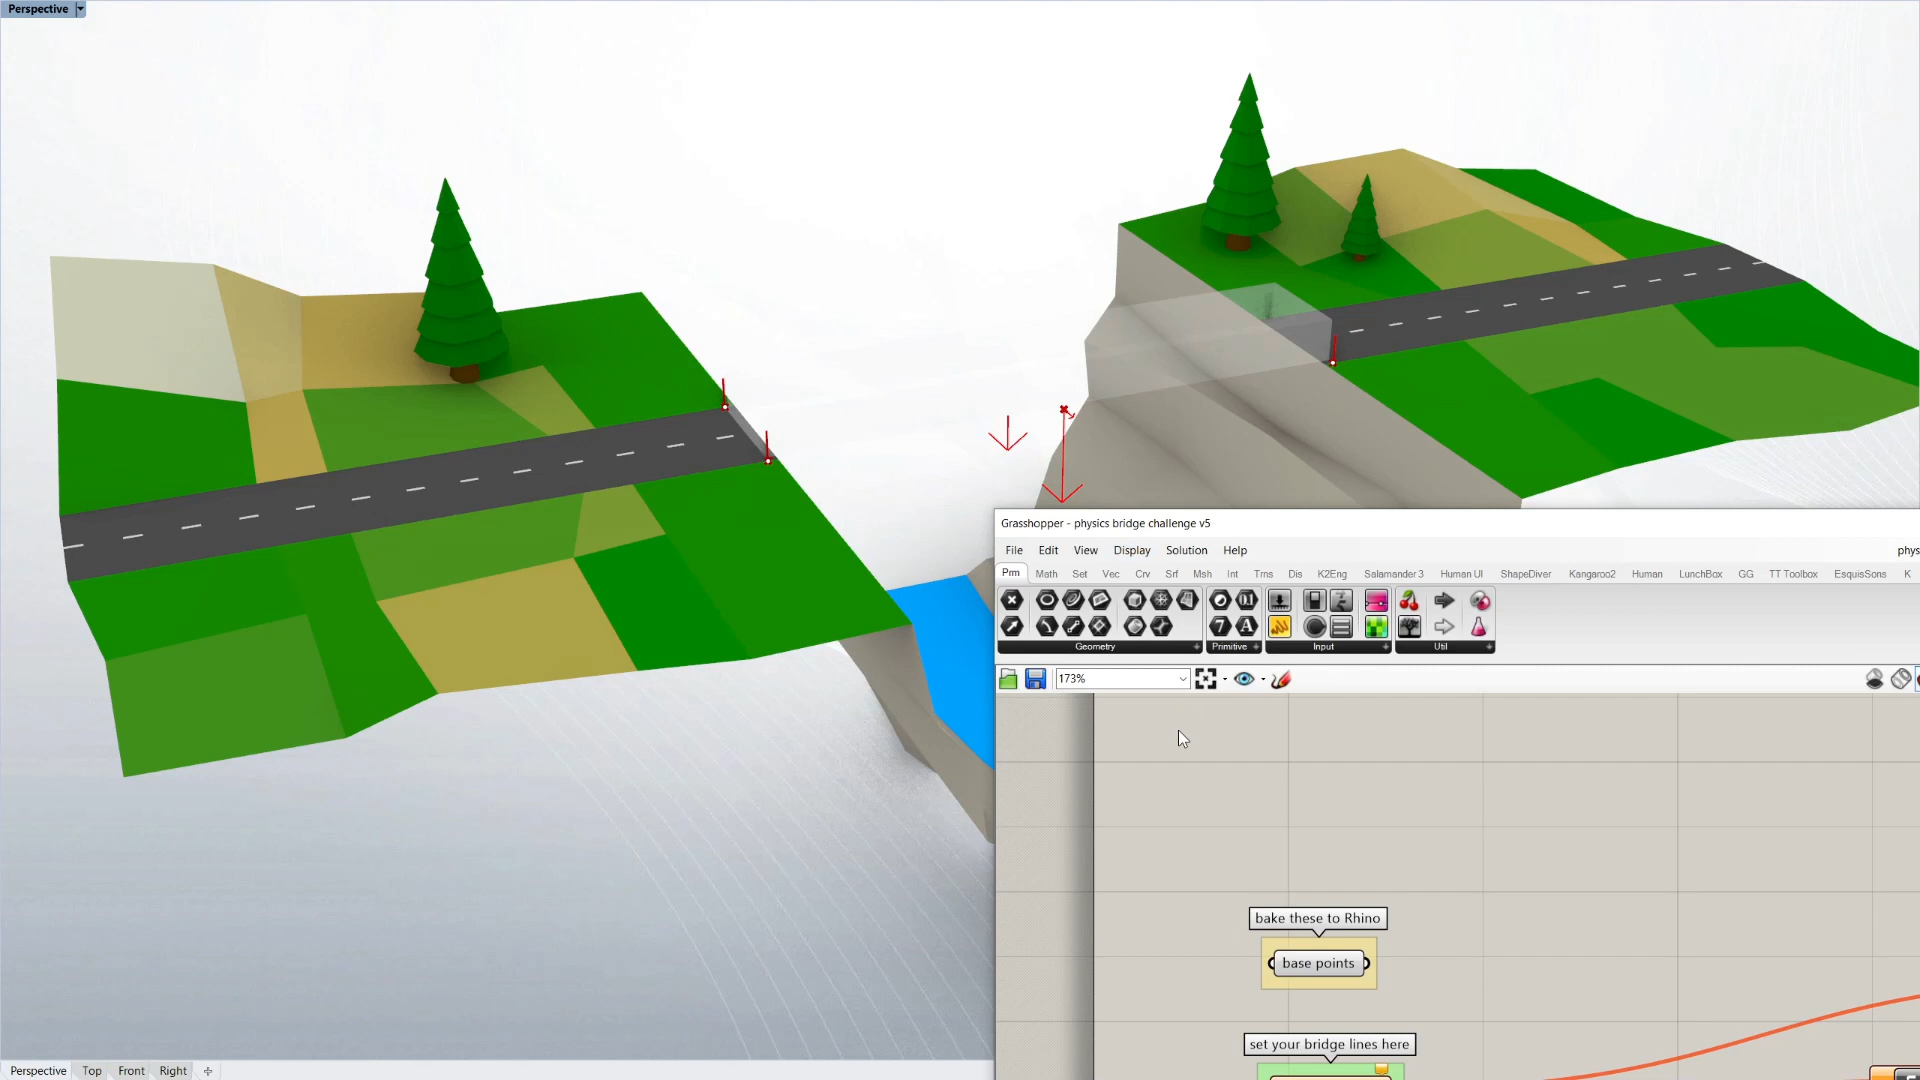 Perspective
Grasshopper - physics bridge challenge v5
File Edit View Display Solution Help
phys
Prm Math Set Vec Crv Srf Msh Int Trns Dis K2Eng Salamander 3 Human UI ShapeDiver Kangaroo2 Human LunchBox GG TT Toolbox EsquisSons K
Geometry Primitive Input Util
173%
bake these to Rhino
base points
set your bridge lines here
Perspective Top Front Right